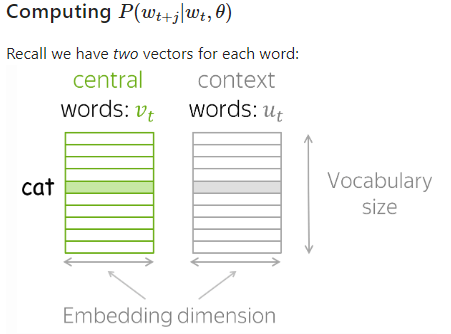 Computing P(w_{t+j}|w_t, θ)
Recall we have two vectors for each word:
central context
words: v_t words: u_t
cat
Vocabulary
size
Embedding dimension